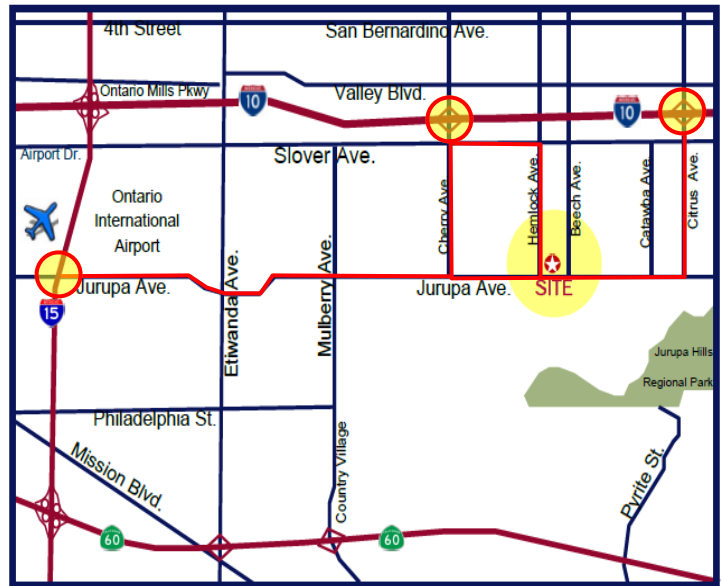 4th Street
San Bernardino Ave.
Ontario Mills Pkwy
10
Valley Blvd.
10
Airport Dr.
Slover Ave.
Cherry Ave.
Hemlock Ave.
Beech Ave.
Catawba Ave.
Citrus Ave.
Ontario
International
Airport
Etiwanda Ave.
Mulberry Ave.
Jurupa Ave.
Jurupa Ave.
SITE
15
Jurupa Hills
Regional Park
Philadelphia St.
Mission Blvd.
Country Village
Pyrite St.
60
60